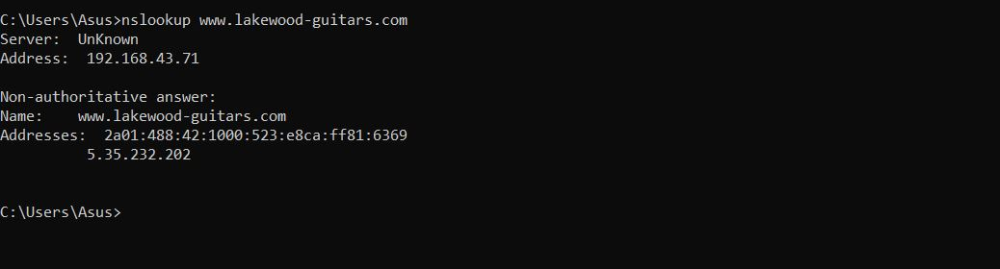 C:\Users\Asus>nslookup www.lakewood-guitars.com
Server:  UnKnown
Address:  192.168.43.71
Non-authoritative answer:
Name:    www.lakewood-guitars.com
Addresses:  2a01:488:42:1000:523:e8ca:ff81:6369
          5.35.232.202
C:\Users\Asus>